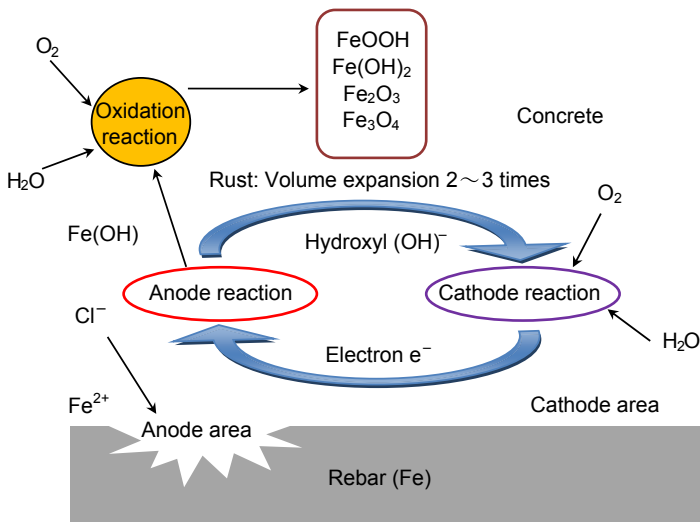 O₂
FeOOH
Fe(OH)₂
Fe₂O₃
Fe₃O₄
Oxidation
reaction
Concrete
H₂O
Rust: Volume expansion 2～3 times
O₂
Fe(OH)
Hydroxyl (OH)⁻
Anode reaction
Cathode reaction
Cl⁻
H₂O
Electron e⁻
Fe²⁺
Cathode area
Anode area
Rebar (Fe)